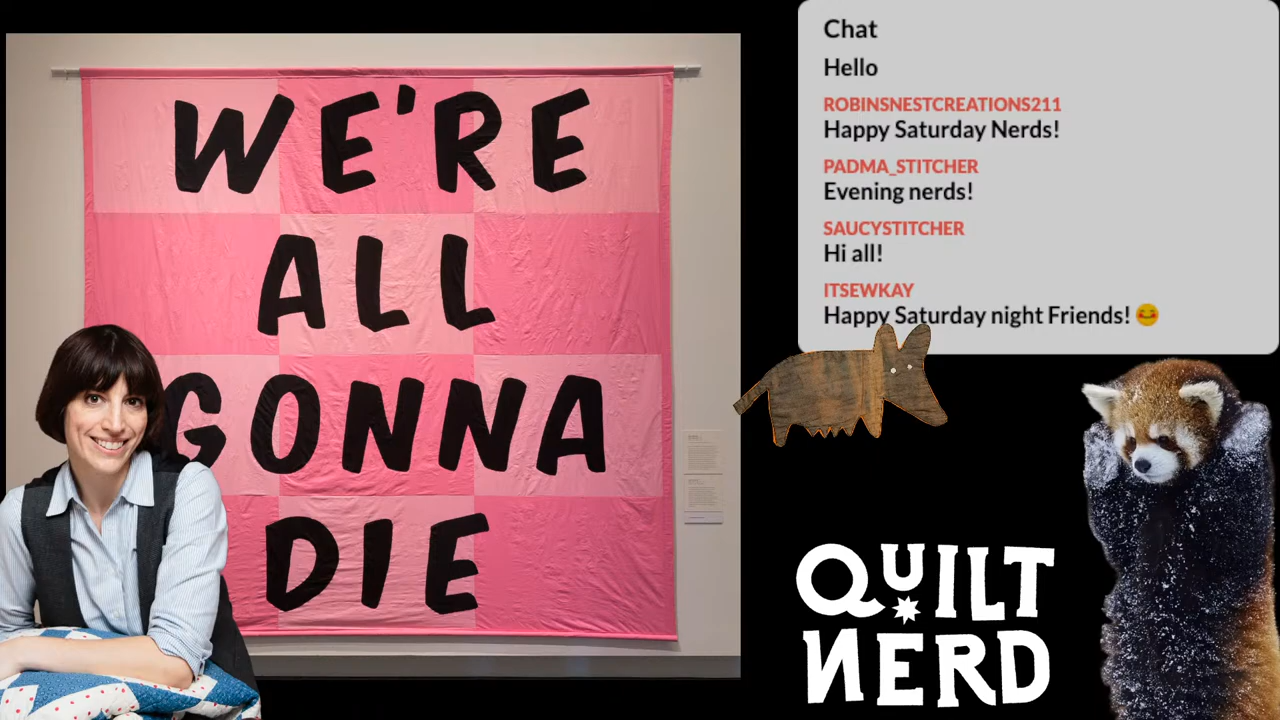 WE'RE
ALL
GONNA
DIE
Chat
Hello
ROBINSNESTCREATIONS211
Happy Saturday Nerds!
PADMA_STITCHER
Evening nerds!
SAUCYSTITCHER
Hi all!
ITSEWKAY
Happy Saturday night Friends! 😆
QUILT
NERD